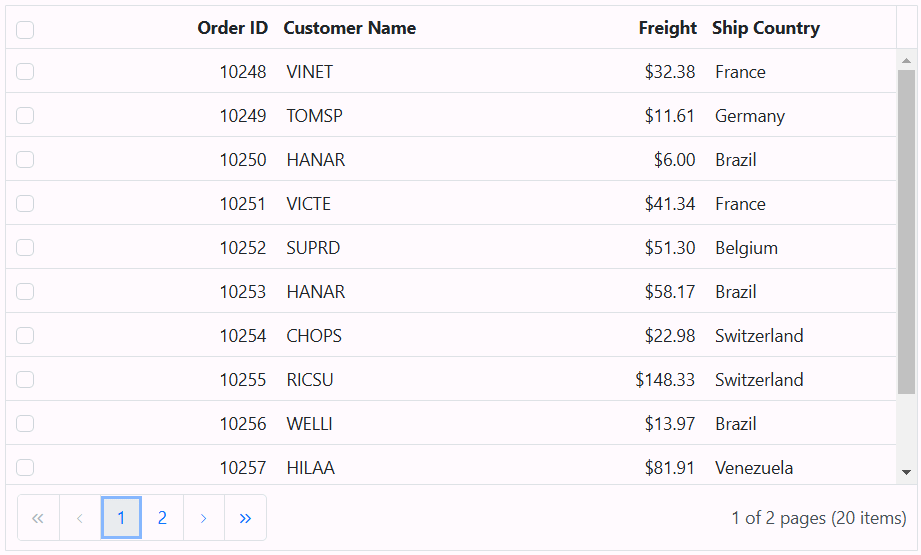 Order ID Customer Name Freight Ship Country
10248 VINET $32.38 France
10249 TOMSP $11.61 Germany
10250 HANAR $6.00 Brazil
10251 VICTE $41.34 France
10252 SUPRD $51.30 Belgium
10253 HANAR $58.17 Brazil
10254 CHOPS $22.98 Switzerland
10255 RICSU $148.33 Switzerland
10256 WELLI $13.97 Brazil
10257 HILAA $81.91 Venezuela
1 2 1 of 2 pages (20 items)